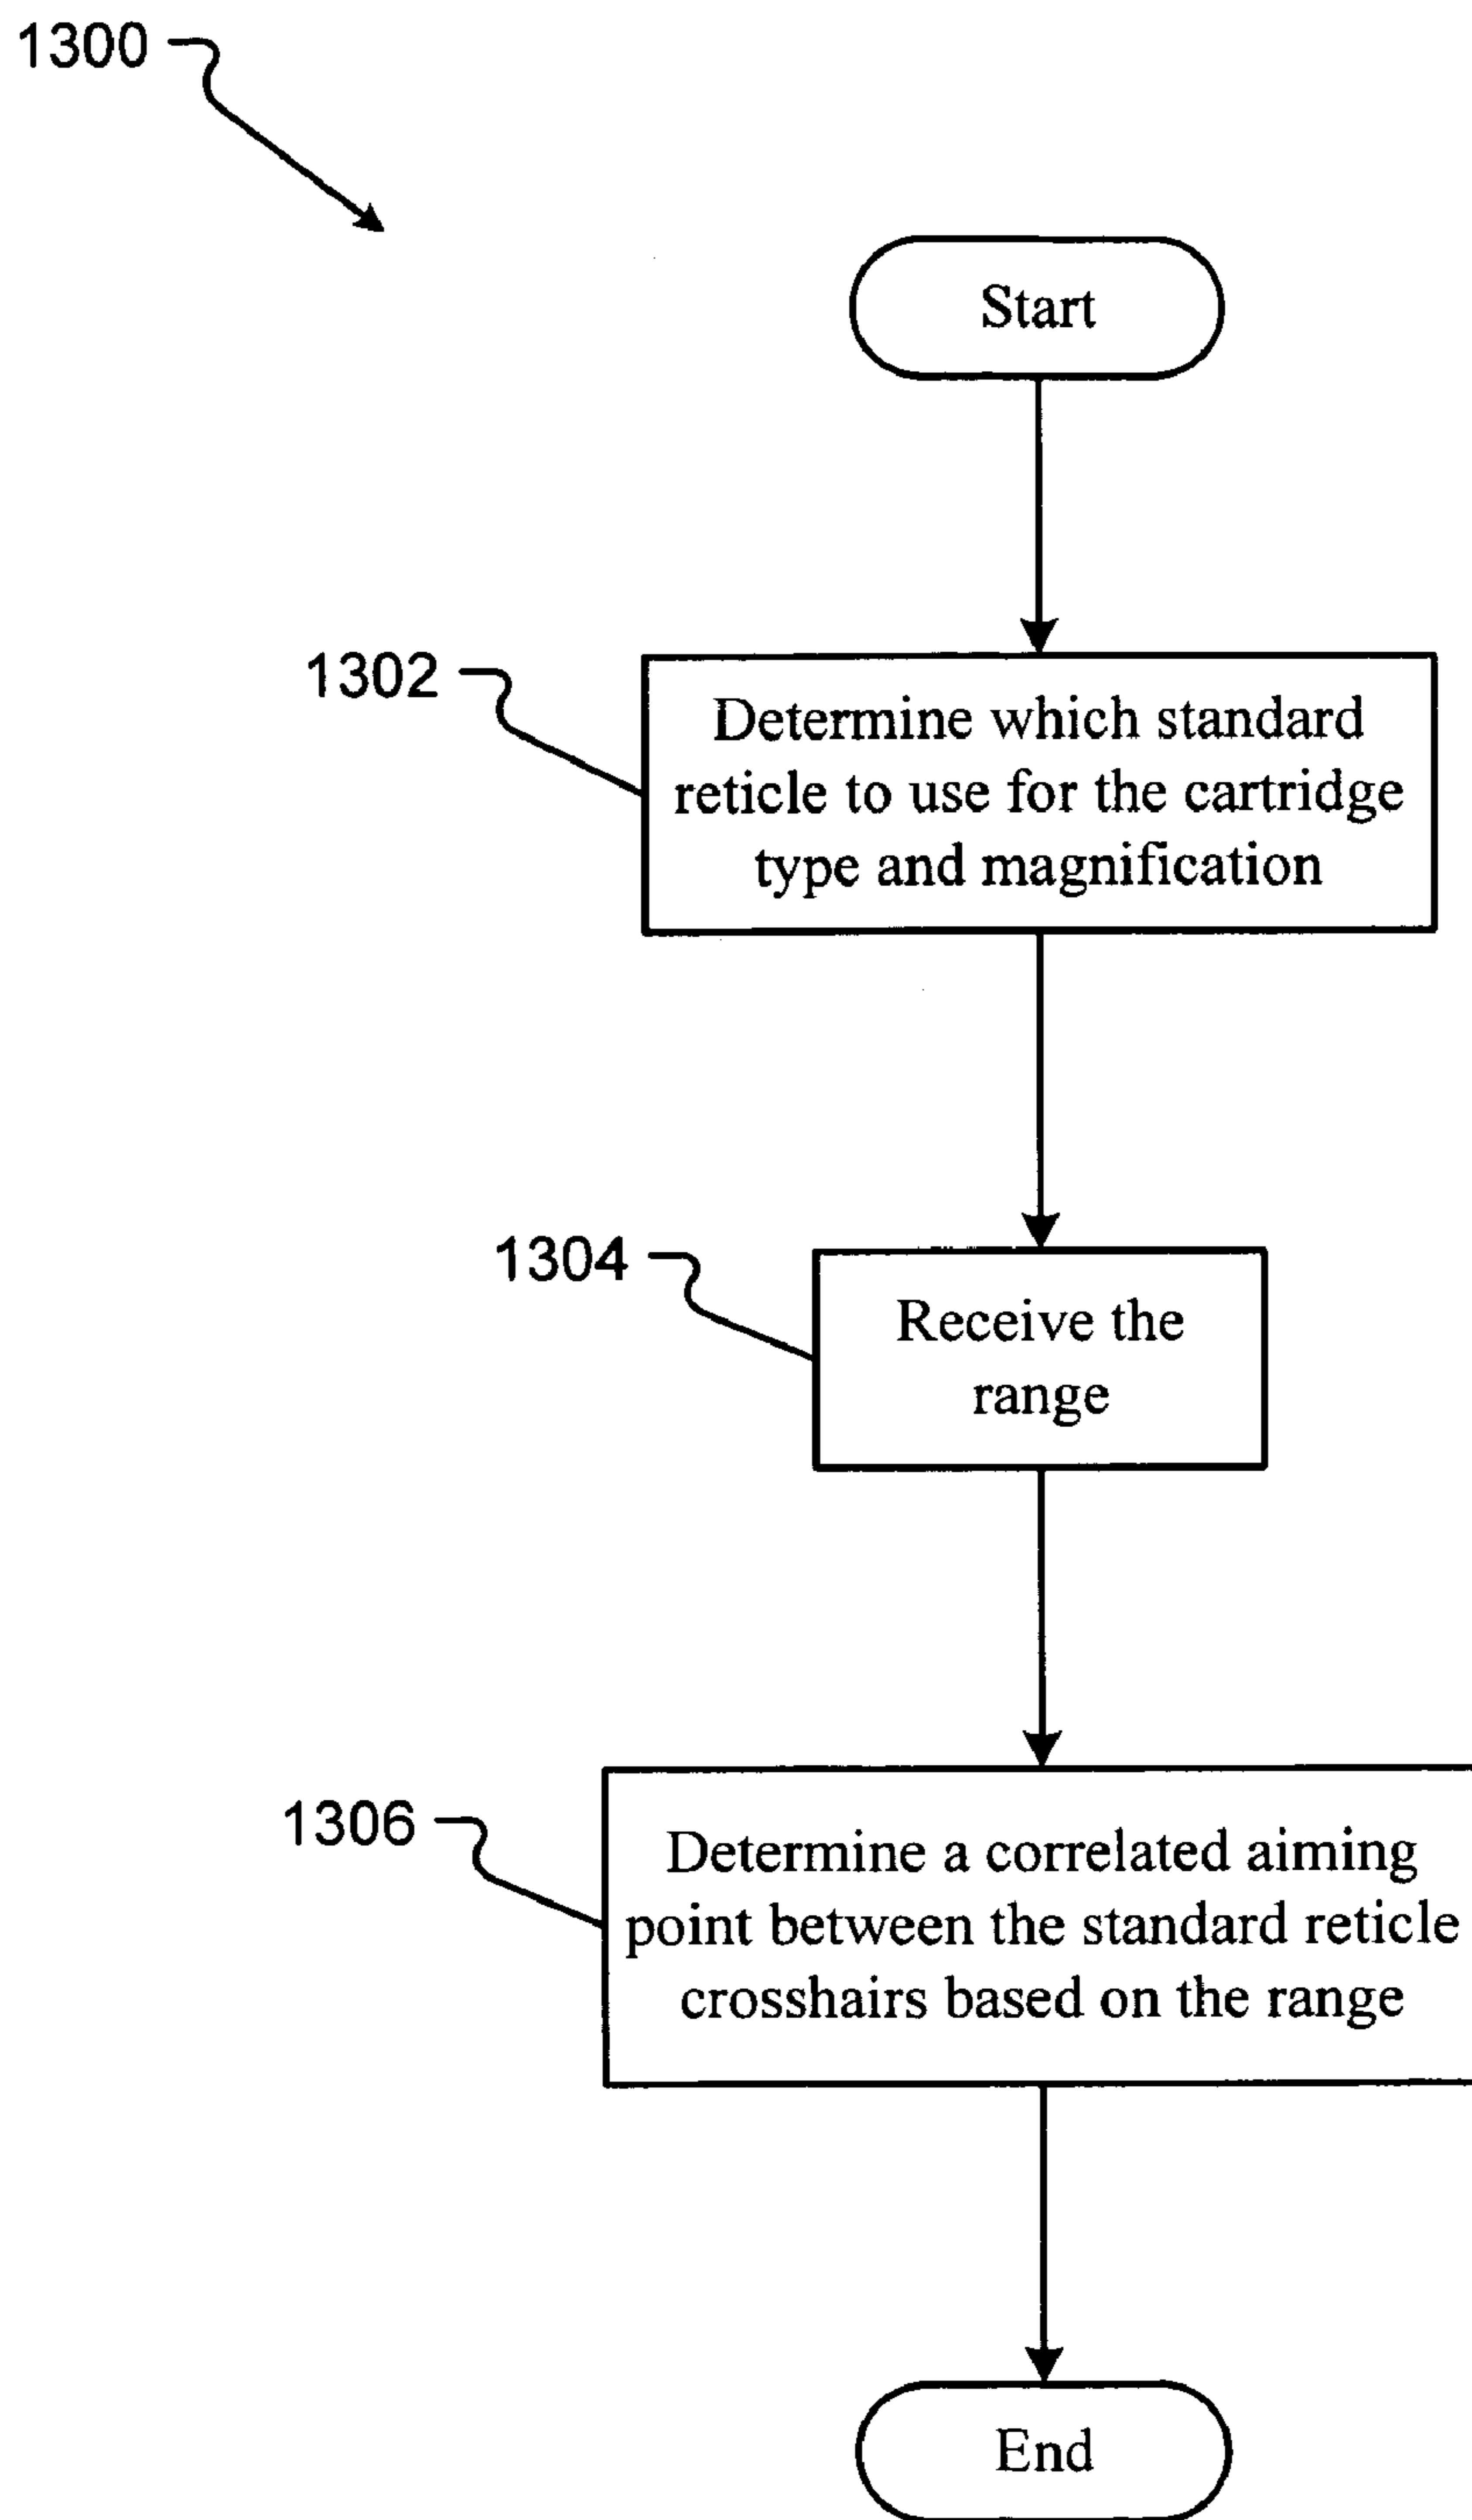 1300
Start
1302
Determine which standard
reticle to use for the cartridge
type and magnification
1304
Receive the
range
1306
Determine a correlated aiming
point between the standard reticle
crosshairs based on the range
End